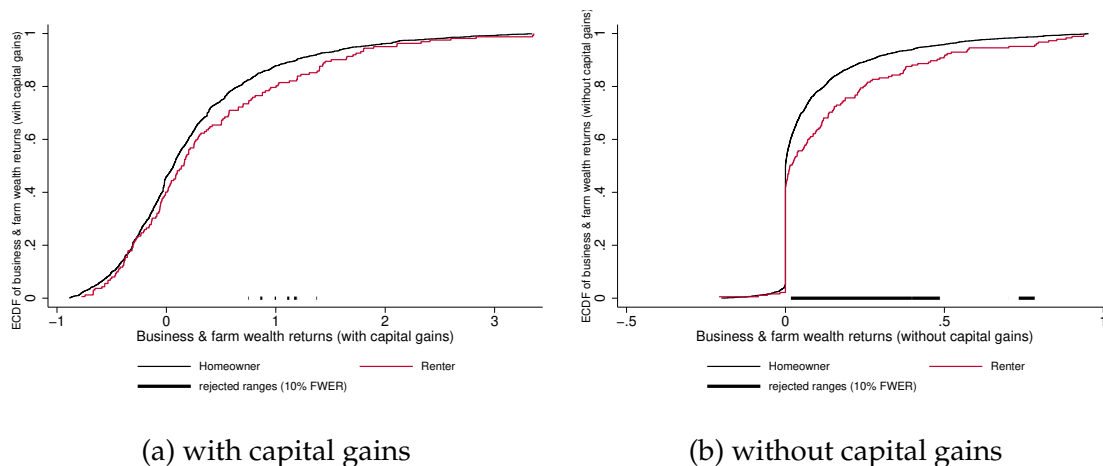 ECDF of business & farm wealth returns (with capital gains)
1
.8
.6
.4
.2
0
-1 0 1 2 3
Business & farm wealth returns (with capital gains)
Homeowner Renter
rejected ranges (10% FWER)
(a) with capital gains
ECDF of business & farm wealth returns (without capital gains)
1
.8
.6
.4
.2
0
-.5 0 .5 1
Business & farm wealth returns (without capital gains)
Homeowner Renter
rejected ranges (10% FWER)
(b) without capital gains